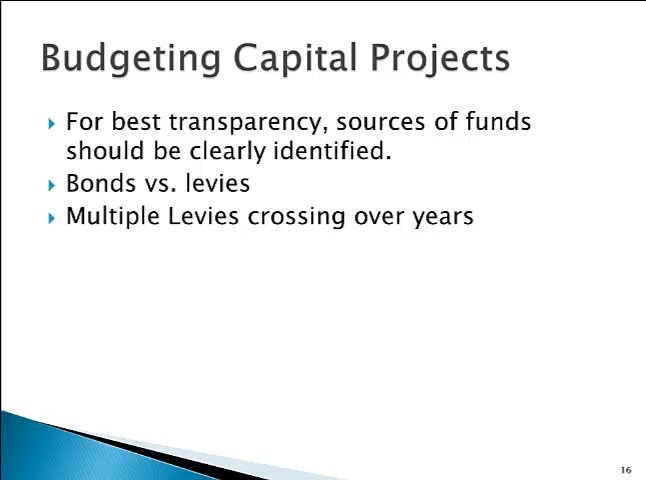 Budgeting Capital Projects
For best transparency, sources of funds
should be clearly identified.
Bonds vs. levies
Multiple Levies crossing over years
16